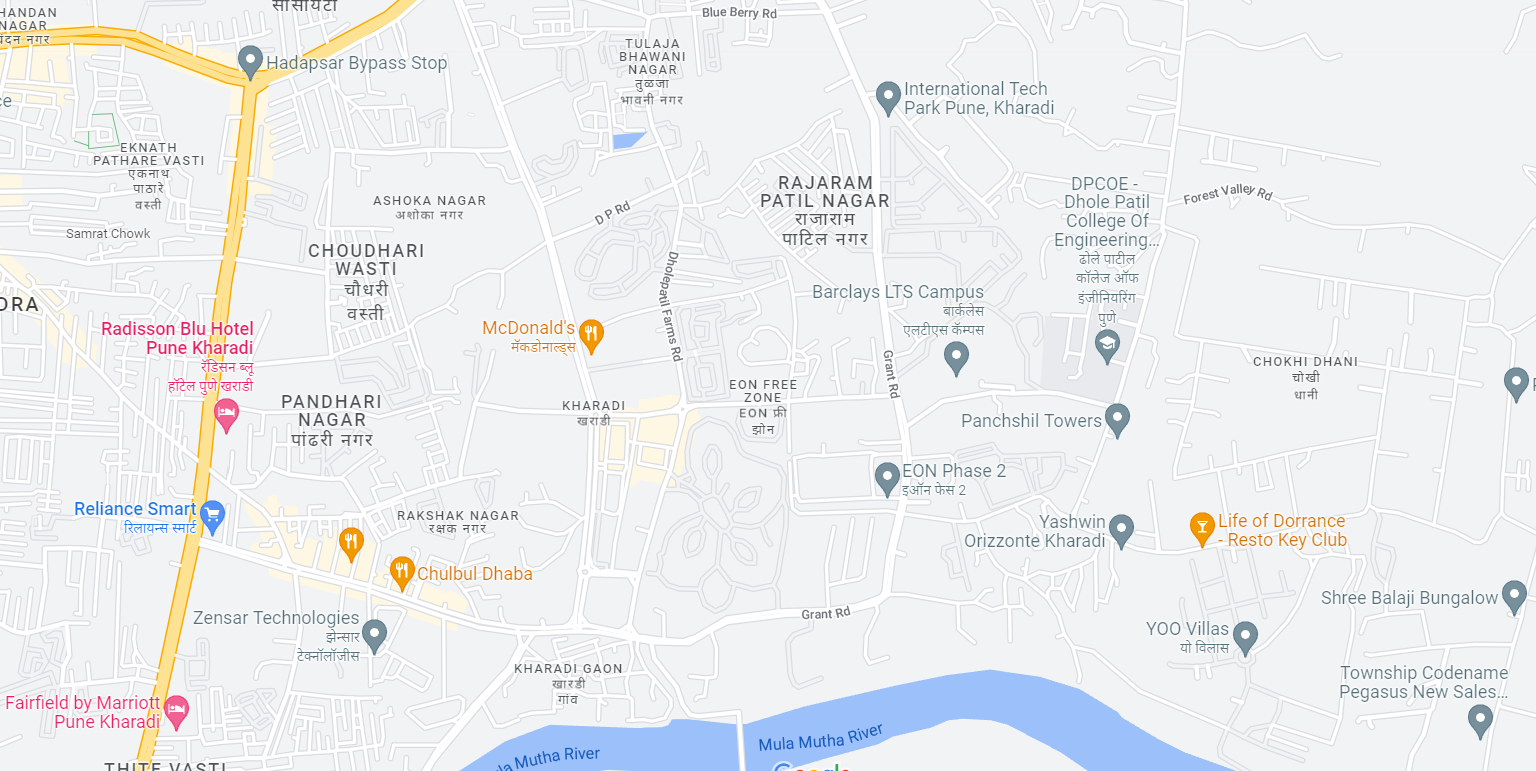 HANDAN
NAGAR
चंदन नगर
सोसायटी
Blue Berry Rd
Hadapsar Bypass Stop
TULAJA
BHAWANI
NAGAR
तुळजा
भावनी नगर
International Tech
Park Pune, Kharadi
ce
EKNATH
PATHARE VASTI
एकनाथ
पाठारे
वस्ती
ASHOKA NAGAR
अशोका नगर
D P Rd
RAJARAM
PATIL NAGAR
राजाराम
पाटिल नगर
DPCOE -
Dhole Patil
College Of
Engineering...
ढोले पाटील
कॉलेज ऑफ
इंजीनियरिंग
पुणे
Forest Valley Rd
Samrat Chowk
CHOUDHARI
WASTI
चौधरी
वस्ती
Dholepatil Farms Rd
Barclays LTS Campus
बार्कलेस
एलटीएस कॅम्पस
DRA
Radisson Blu Hotel
Pune Kharadi
रॅडिसन ब्लू
हॉटेल पुणे खराडी
McDonald's
मॅकडोनाल्ड्स
Grant Rd
CHOKHI DHANI
चोखी
धानी
PANDHARI
NAGAR
पांढरी नगर
KHARADI
खराडी
EON FREE
ZONE
EON फ्री
झोन
Panchshil Towers
EON Phase 2
इऑन फेस 2
Reliance Smart
रिलायन्स स्मार्ट
RAKSHAK NAGAR
रक्षक नगर
Yashwin
Orizzonte Kharadi
Life of Dorrance
- Resto Key Club
Chulbul Dhaba
Zensar Technologies
झेन्सार
टेक्नॉलॉजीस
Grant Rd
Shree Balaji Bungalow
YOO Villas
यो विलास
KHARADI GAON
खारडी
गांव
Township Codename
Pegasus New Sales...
Fairfield by Marriott
Pune Kharadi
Mula Mutha River
Mula Mutha River
THITE VASTI
Google